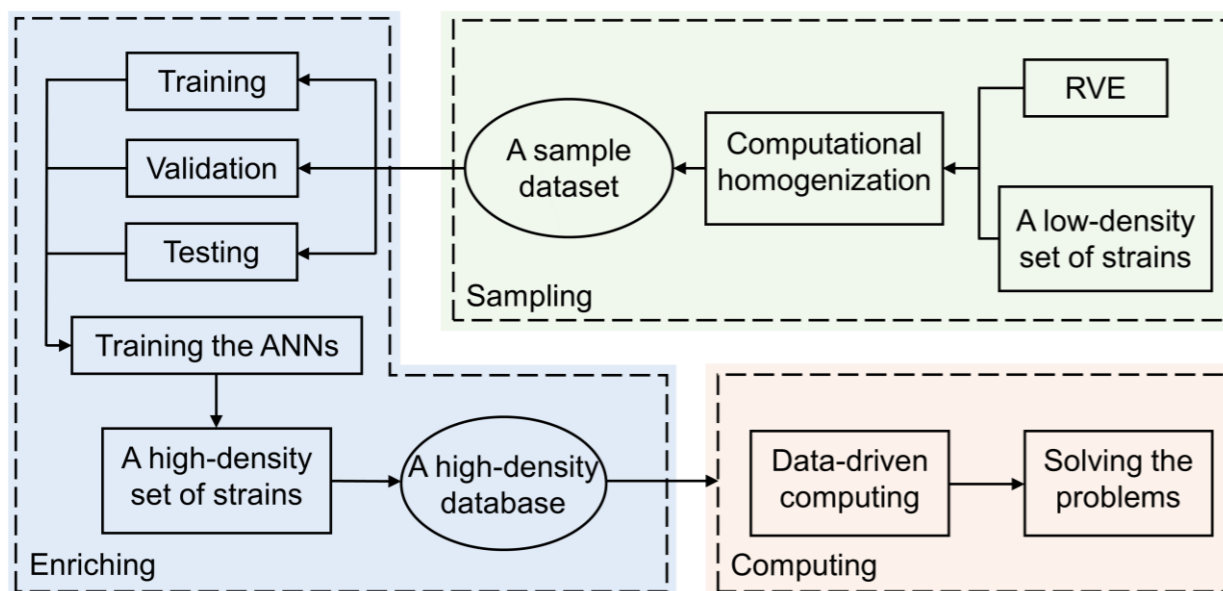 Training
Validation
Testing
Training the ANNs
A high-density
set of strains
A high-density
database
Enriching
A sample
dataset
Computational
homogenization
RVE
A low-density
set of strains
Sampling
Data-driven
computing
Solving the
problems
Computing